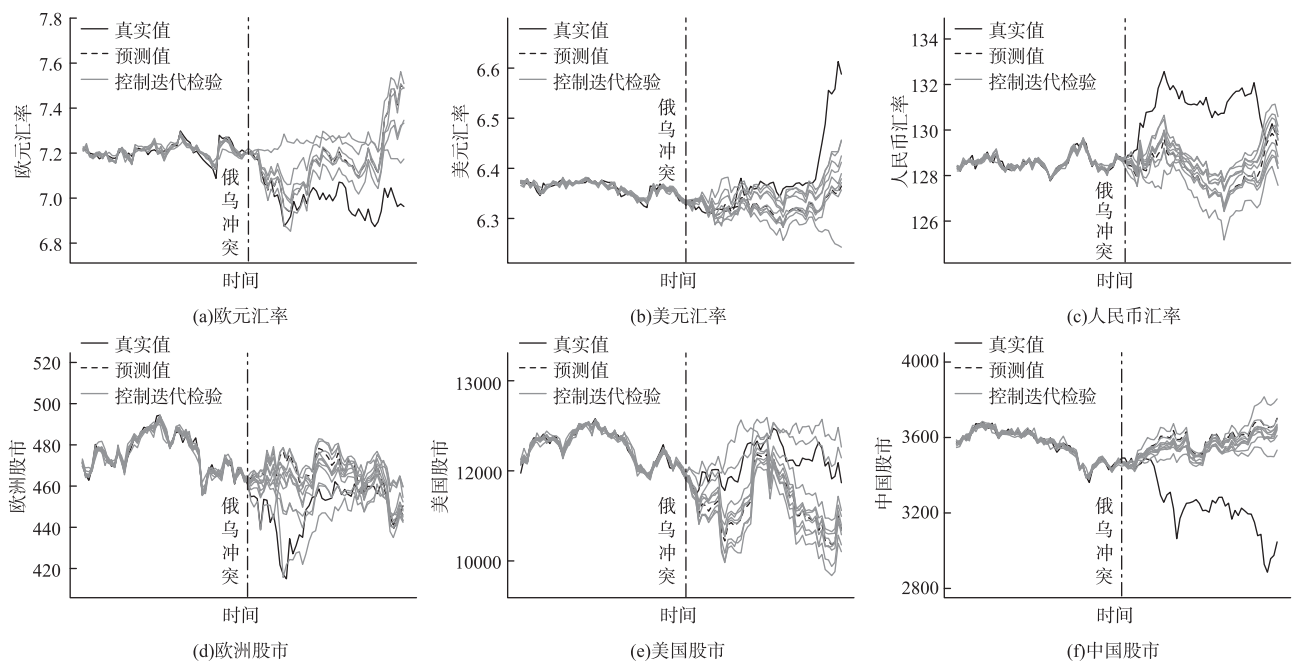 7.8
7.6
7.4
7.2
7.0
6.8
欧元汇率
真实值
预测值
控制迭代检验
俄乌冲突
时间
(a)欧元汇率
6.6
6.5
6.4
6.3
美元汇率
真实值
预测值
控制迭代检验
俄乌冲突
时间
(b)美元汇率
134
132
130
128
126
人民币汇率
真实值
预测值
控制迭代检验
俄乌冲突
时间
(c)人民币汇率
520
500
480
460
440
420
欧洲股市
真实值
预测值
控制迭代检验
俄乌冲突
时间
(d)欧洲股市
13000
12000
10000
美国股市
真实值
预测值
控制迭代检验
俄乌冲突
时间
(e)美国股市
4000
3600
3200
2800
中国股市
真实值
预测值
控制迭代检验
俄乌冲突
时间
(f)中国股市